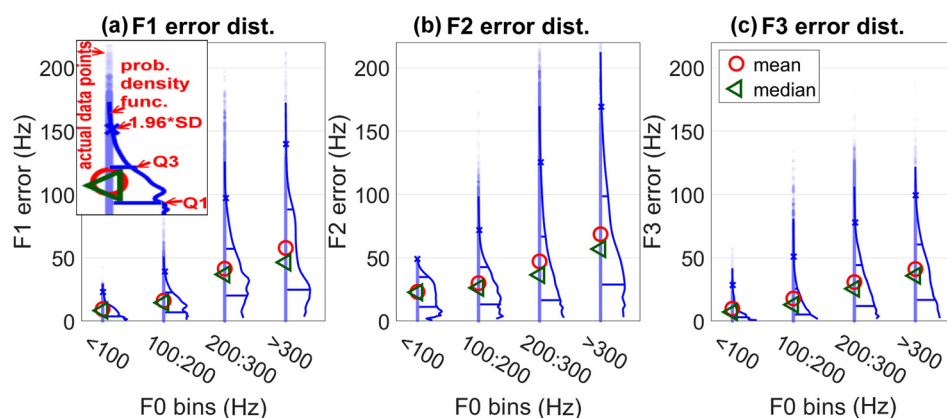 (a) F1 error dist.
F1 error (Hz)
200
150
100
50
0
actual data points
prob.
density
func.
1.96*SD
Q3
Q1
<100
100:200
200:300
>300
(b) F2 error dist.
F2 error (Hz)
200
150
100
50
0
<100
100:200
200:300
>300
F0 bins (Hz)
(c) F3 error dist.
F3 error (Hz)
200
150
100
50
0
mean
median
<100
100:200
200:300
>300
F0 bins (Hz)
F0 bins (Hz)